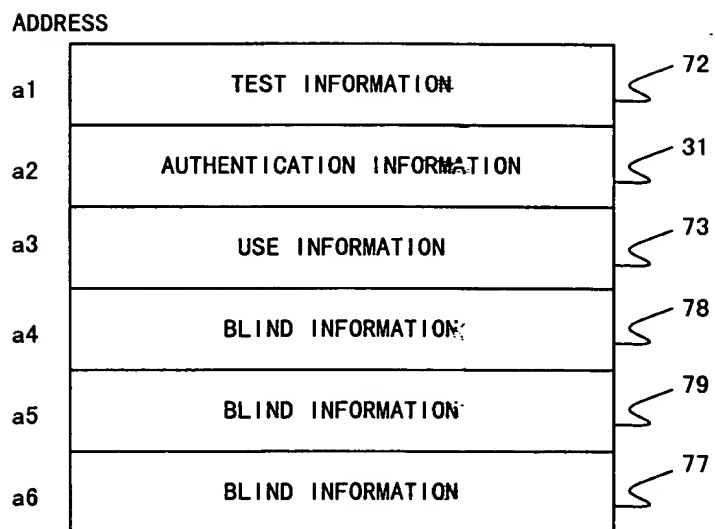 ADDRESS
a1 TEST INFORMATION 72
a2 AUTHENTICATION INFORMATION 31
a3 USE INFORMATION 73
a4 BLIND INFORMATION 78
a5 BLIND INFORMATION 79
a6 BLIND INFORMATION 77